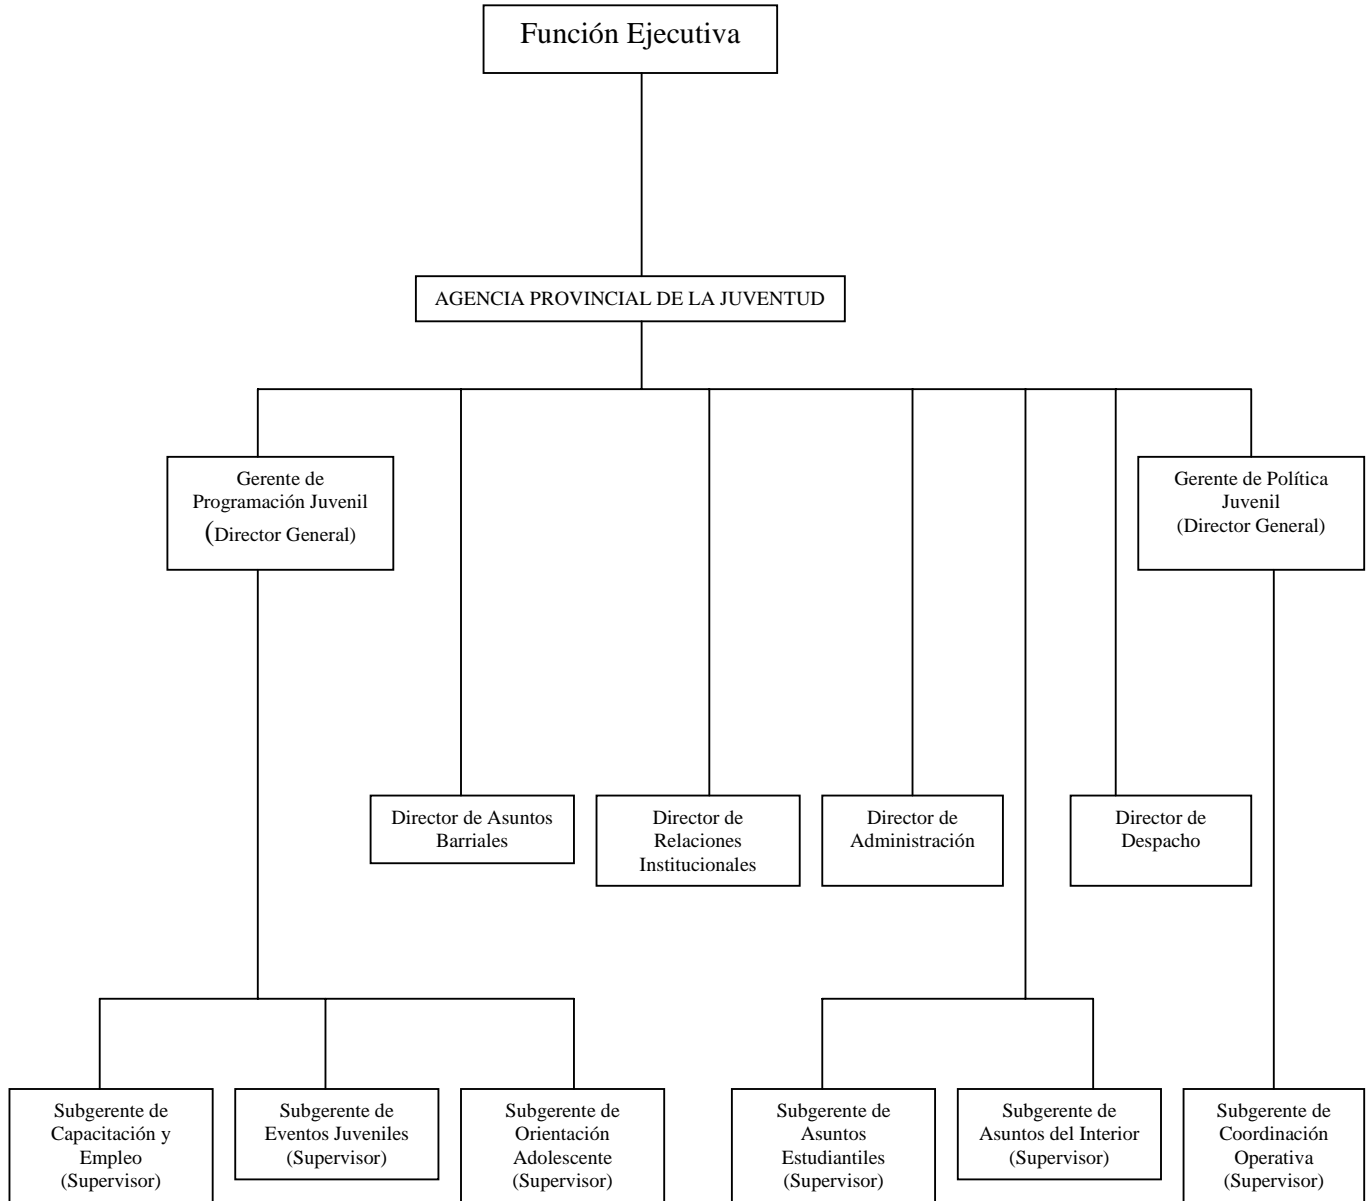 Función Ejecutiva
AGENCIA PROVINCIAL DE LA JUVENTUD
Gerente de
Programación Juvenil
(Director General)
Gerente de Política
Juvenil
(Director General)
Director de Asuntos
Barriales
Director de
Relaciones
Institucionales
Director de
Administración
Director de
Despacho
Subgerente de
Capacitación y
Empleo
(Supervisor)
Subgerente de
Eventos Juveniles
(Supervisor)
Subgerente de
Orientación
Adolescente
(Supervisor)
Subgerente de
Asuntos
Estudiantiles
(Supervisor)
Subgerente de
Asuntos del Interior
(Supervisor)
Subgerente de
Coordinación
Operativa
(Supervisor)